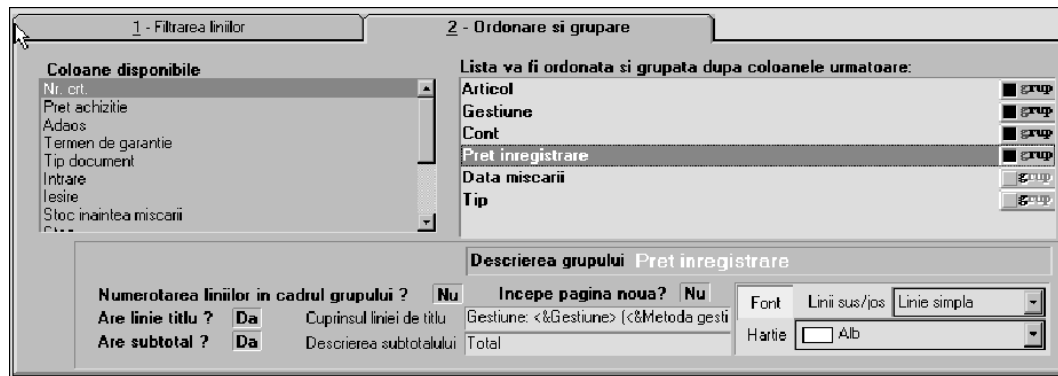 1 - Filtrarea liniilor
2 - Ordonare si grupare
Coloane disponibile
Nr. crt.
Pret achizitie
Adaos
Termen de garantie
Tip document
Intrare
Iesire
Stoc inaintea miscarii
Lista va fi ordonata si grupata dupa coloanele urmatoare:
Articol grup
Gestiune grup
Cont grup
Pret inregistrare grup
Data miscarii grup
Tip grup
Descrierea grupului Pret inregistrare
Numerotarea liniilor in cadrul grupului ? Nu Incepe pagina noua? Nu
Are linie titlu ? Da Cuprinsul liniei de titlu Gestiune: <&Gestiune> (<&Metoda gesti
Are subtotal ? Da Descrierea subtotalului Total
Font Linii sus/jos Linie simpla
Hartie Alb